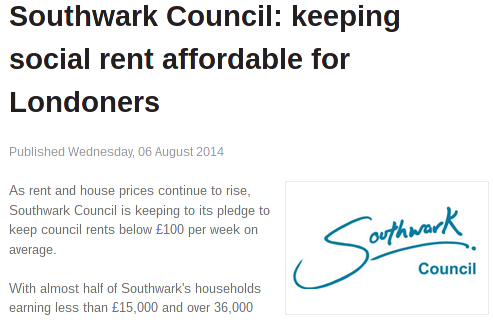 Southwark Council: keeping
social rent affordable for
Londoners
Published Wednesday, 06 August 2014
As rent and house prices continue to rise,
Southwark Council is keeping to its pledge to
keep council rents below £100 per week on
average.
With almost half of Southwark's households
earning less than £15,000 and over 36,000
Southwark.
Council